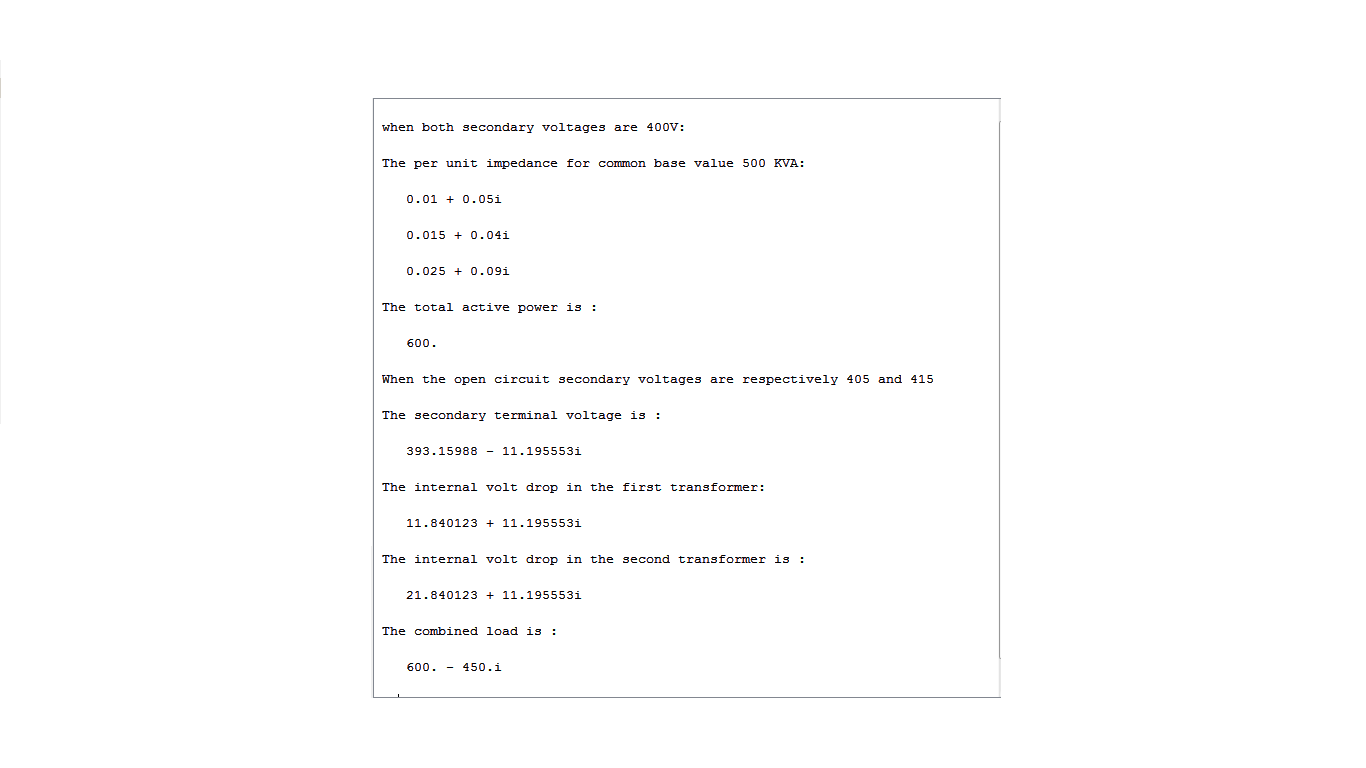 when both secondary voltages are 400V:
The per unit impedance for common base value 500 KVA:
0.01 + 0.05i
0.015 + 0.04i
0.025 + 0.09i
The total active power is :
600.
When the open circuit secondary voltages are respectively 405 and 415
The secondary terminal voltage is :
393.15988 - 11.195553i
The internal volt drop in the first transformer:
11.840123 + 11.195553i
The internal volt drop in the second transformer is :
21.840123 + 11.195553i
The combined load is :
600. - 450.i